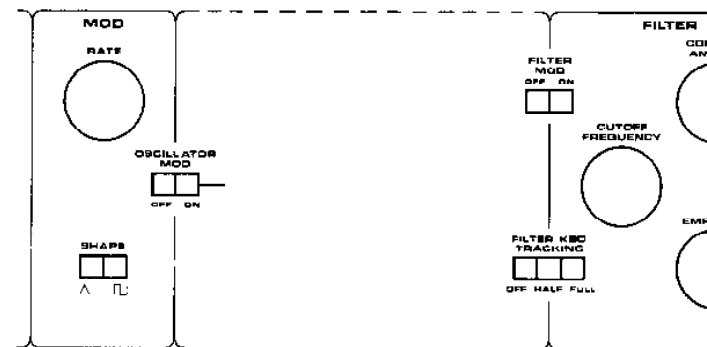 MOD
RATE
OSCILLATOR
MOD
OFF ON
SHAPE
FILTER
FILTER
MOD
OFF ON
CUTOFF
FREQUENCY
FILTER KBD
TRACKING
OFF HALF FULL